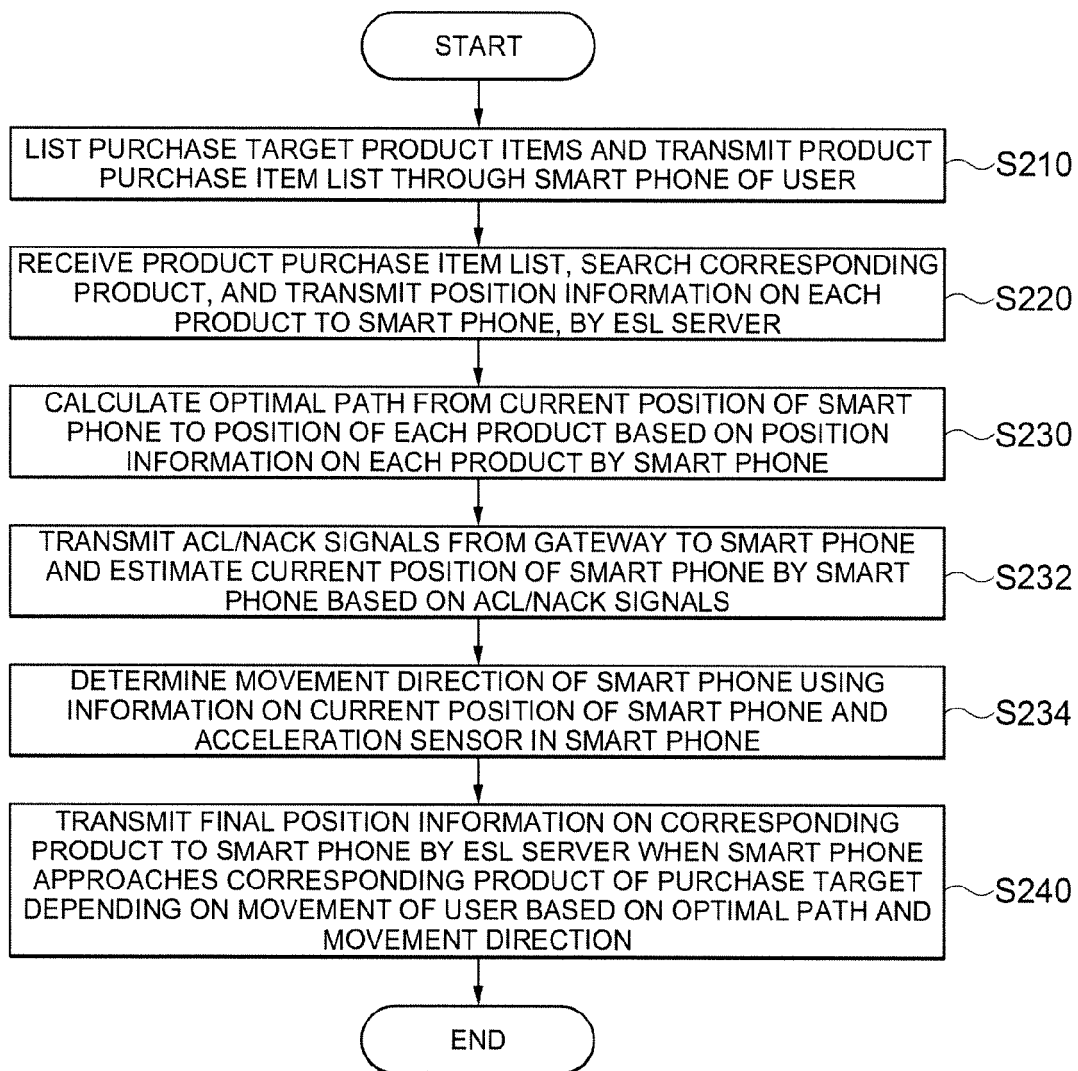 START
LIST PURCHASE TARGET PRODUCT ITEMS AND TRANSMIT PRODUCT
PURCHASE ITEM LIST THROUGH SMART PHONE OF USER
S210
RECEIVE PRODUCT PURCHASE ITEM LIST, SEARCH CORRESPONDING
PRODUCT, AND TRANSMIT POSITION INFORMATION ON EACH
PRODUCT TO SMART PHONE, BY ESL SERVER
S220
CALCULATE OPTIMAL PATH FROM CURRENT POSITION OF SMART
PHONE TO POSITION OF EACH PRODUCT BASED ON POSITION
INFORMATION ON EACH PRODUCT BY SMART PHONE
S230
TRANSMIT ACL/NACK SIGNALS FROM GATEWAY TO SMART PHONE
AND ESTIMATE CURRENT POSITION OF SMART PHONE BY SMART
PHONE BASED ON ACL/NACK SIGNALS
S232
DETERMINE MOVEMENT DIRECTION OF SMART PHONE USING
INFORMATION ON CURRENT POSITION OF SMART PHONE AND
ACCELERATION SENSOR IN SMART PHONE
S234
TRANSMIT FINAL POSITION INFORMATION ON CORRESPONDING
PRODUCT TO SMART PHONE BY ESL SERVER WHEN SMART PHONE
APPROACHES CORRESPONDING PRODUCT OF PURCHASE TARGET
DEPENDING ON MOVEMENT OF USER BASED ON OPTIMAL PATH AND
MOVEMENT DIRECTION
S240
END